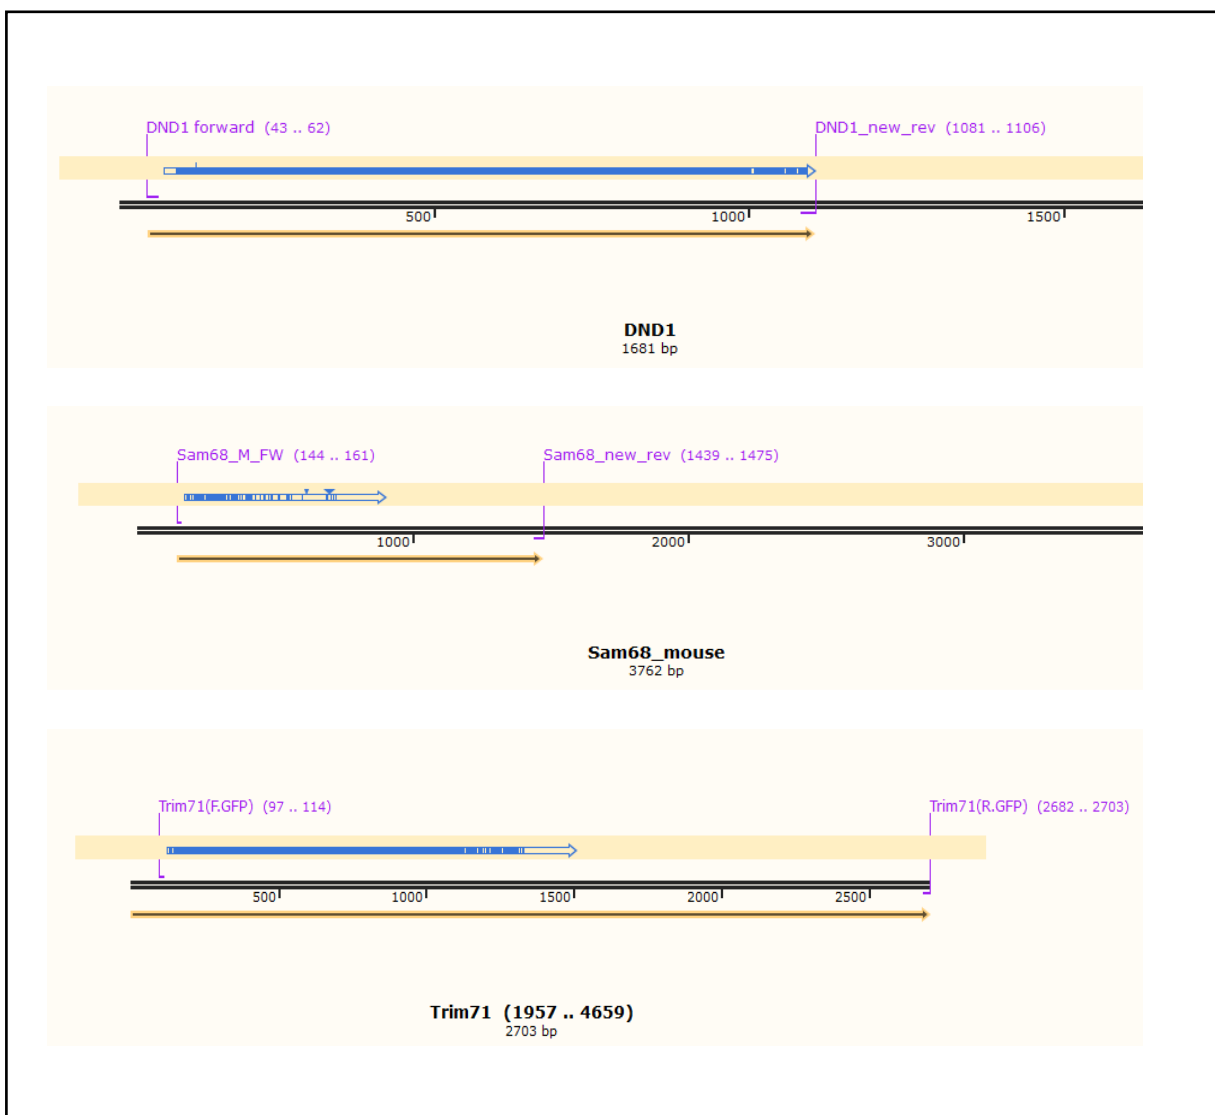 DND1 forward (43 .. 62)
DND1_new_rev (1081 .. 1106)
500
1000
1500
DND1
1681 bp
Sam68_M_FW (144 .. 161)
Sam68_new_rev (1439 .. 1475)
1000
2000
3000
Sam68_mouse
3762 bp
Trim71(F.GFP) (97 .. 114)
Trim71(R.GFP) (2682 .. 2703)
500
1000
1500
2000
2500
Trim71 (1957 .. 4659)
2703 bp